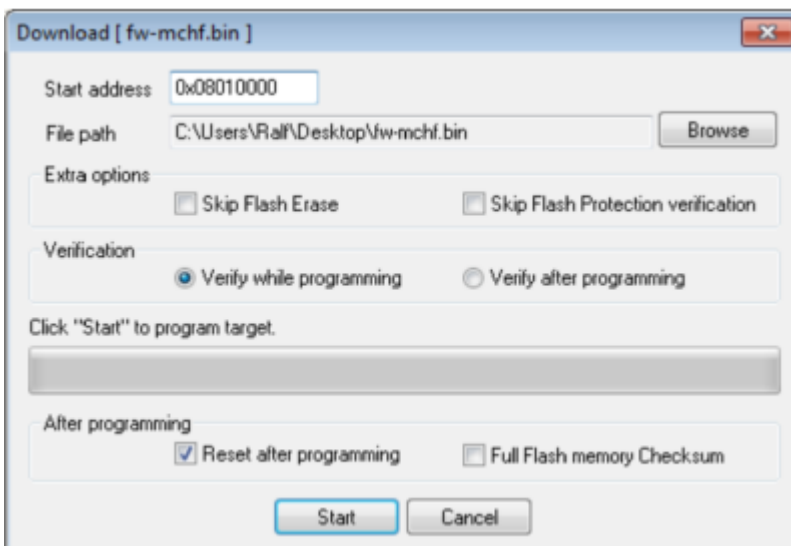 Download [ fw-mchf.bin ]
Start address 0x08010000
File path C:\Users\Ralf\Desktop\fw-mchf.bin Browse
Extra options
Skip Flash Erase Skip Flash Protection verification
Verification
Verify while programming Verify after programming
Click "Start" to program target.
After programming
Reset after programming Full Flash memory Checksum
Start Cancel